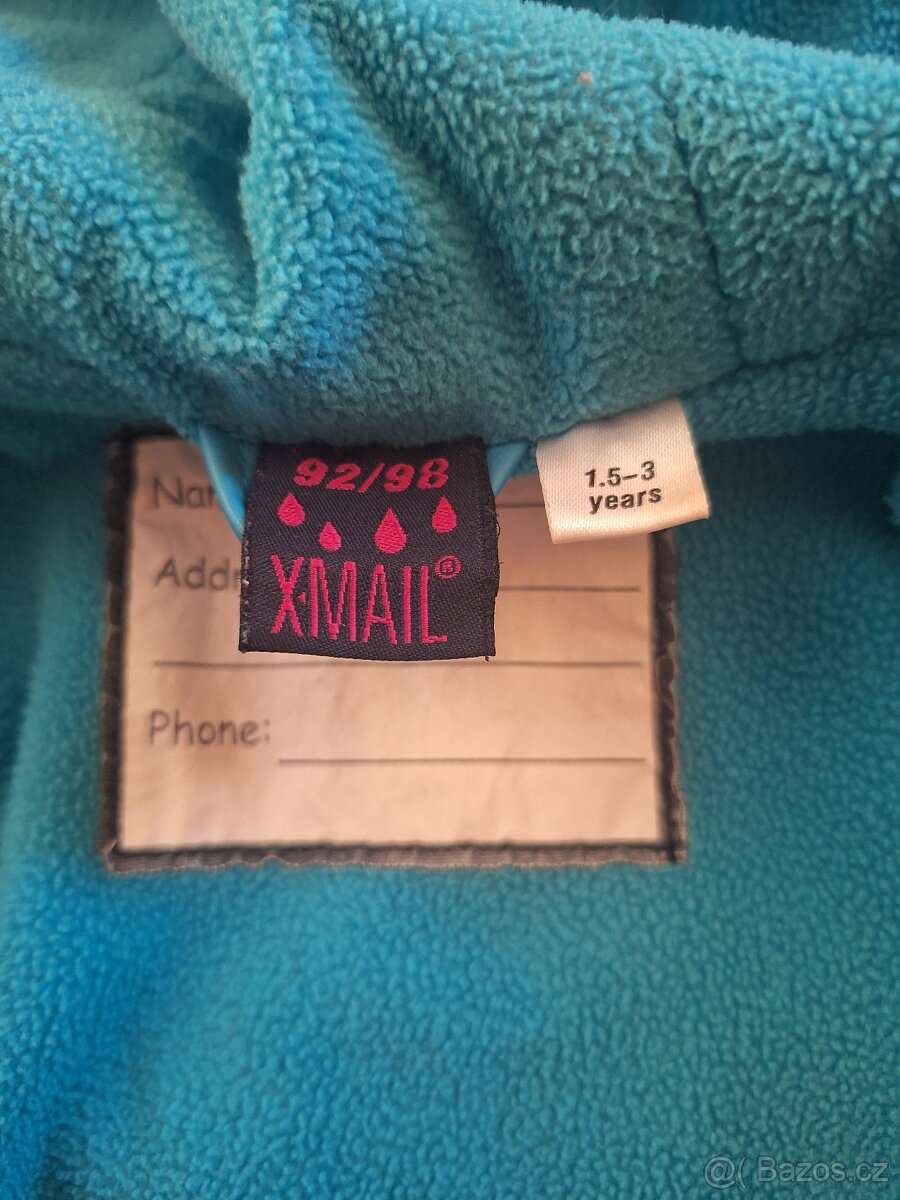 92/98
X·MAIL®
1.5-3
years
Phone:
@( Bazos.cz